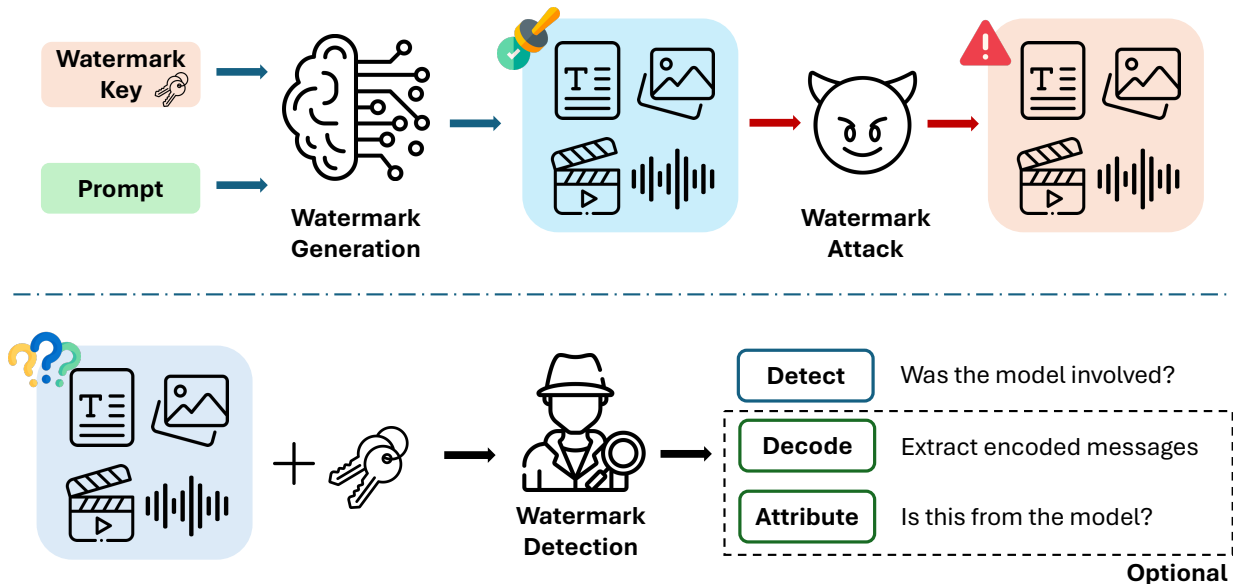 Watermark
Key
Prompt
Watermark
Generation
Watermark
Attack
Watermark
Detection
Detect
Was the model involved?
Decode
Extract encoded messages
Attribute
Is this from the model?
Optional